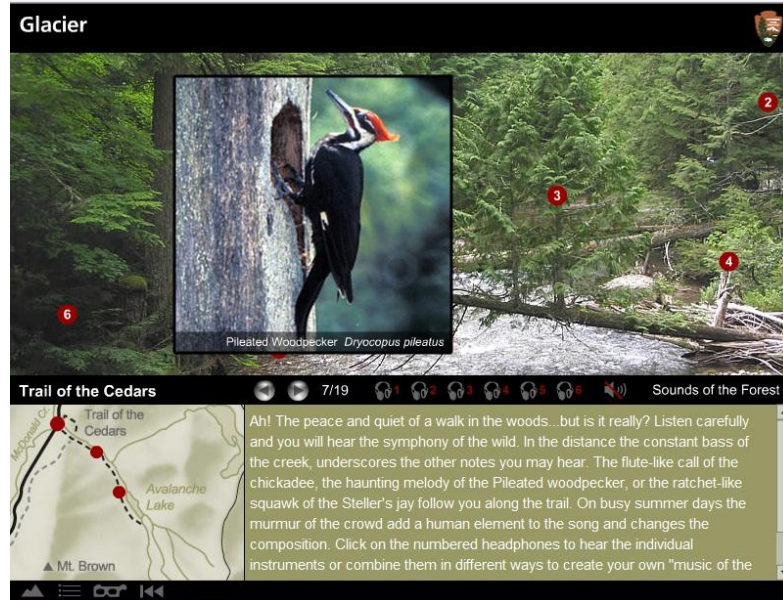 Glacier
2
3
4
6
Pileated Woodpecker Dryocopus pileatus
Trail of the Cedars
7/19
1
2
3
4
5
6
Sounds of the Forest
McDonald Cr.
Trail of the
Cedars
Avalanche
Lake
Mt. Brown
Ah! The peace and quiet of a walk in the woods...but is it really? Listen carefully
and you will hear the symphony of the wild. In the distance the constant bass of
the creek, underscores the other notes you may hear. The flute-like call of the
chickadee, the haunting melody of the Pileated woodpecker, or the ratchet-like
squawk of the Steller's jay follow you along the trail. On busy summer days the
murmur of the crowd add a human element to the song and changes the
composition. Click on the numbered headphones to hear the individual
instruments or combine them in different ways to create your own "music of the